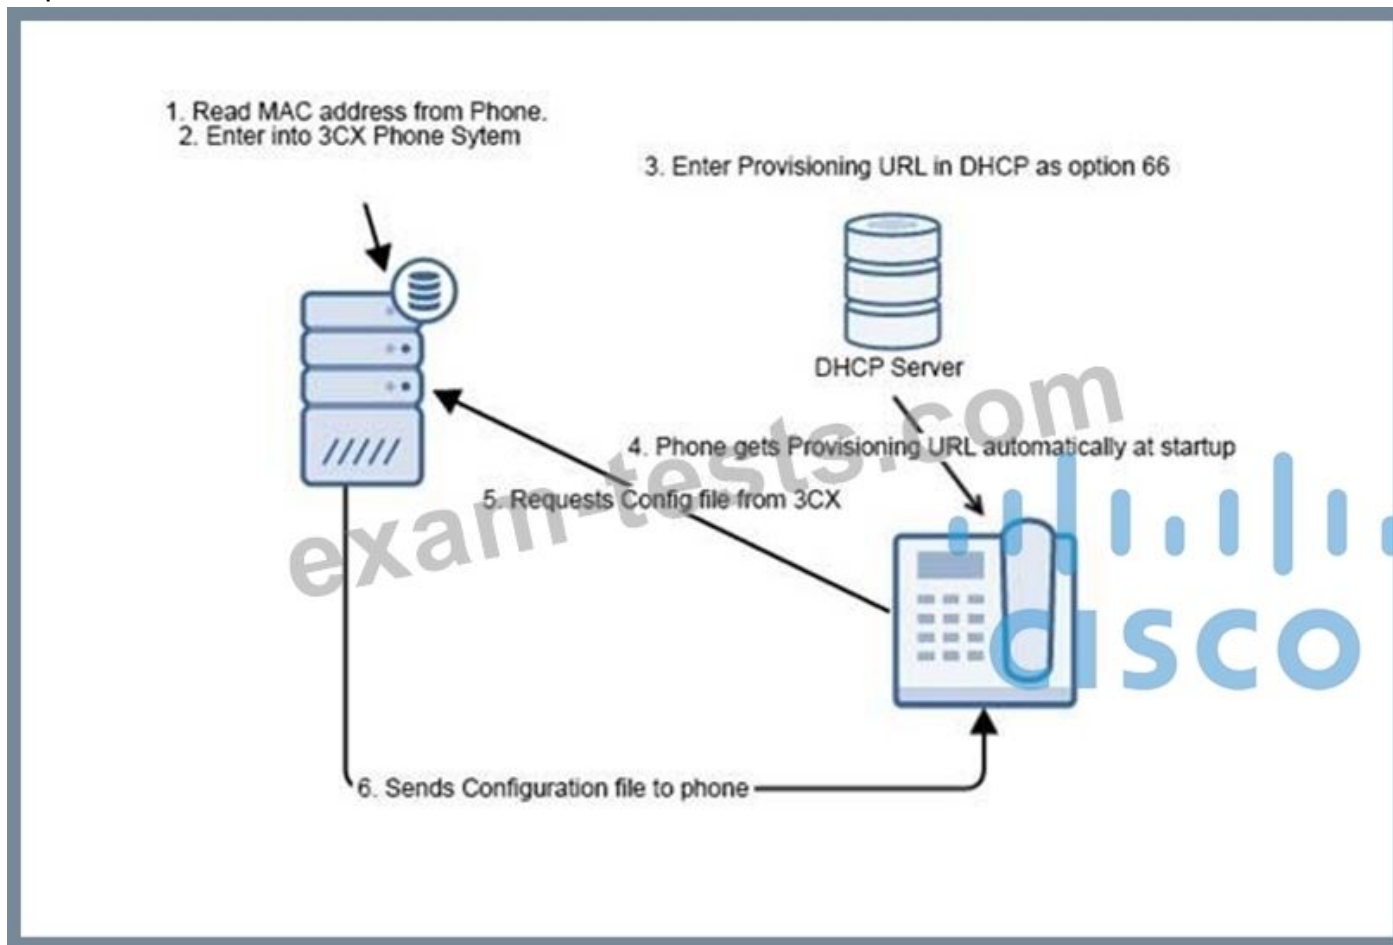 1. Read MAC address from Phone.
2. Enter into 3CX Phone Sytem
3. Enter Provisioning URL in DHCP as option 66
DHCP Server
4. Phone gets Provisioning URL automatically at startup
5. Requests Config file from 3CX
exam-tests.com
cisco
6. Sends Configuration file to phone